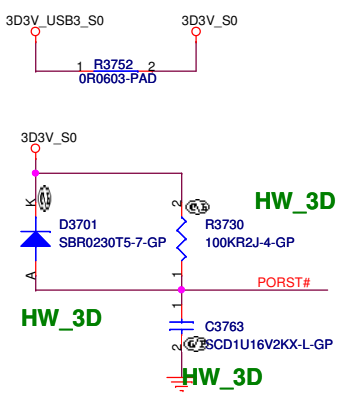 3D3V_USB3_S0 3D3V_S0
1 R3752 2
0R0603-PAD
3D3V_S0
K
2
HW_3D
D3701 R3730
SBR0230T5-7-GP 100KR2J-4-GP
A 1
PORST#
1
HW_3D
C3763
2 SCD1U16V2KX-L-GP
HW_3D